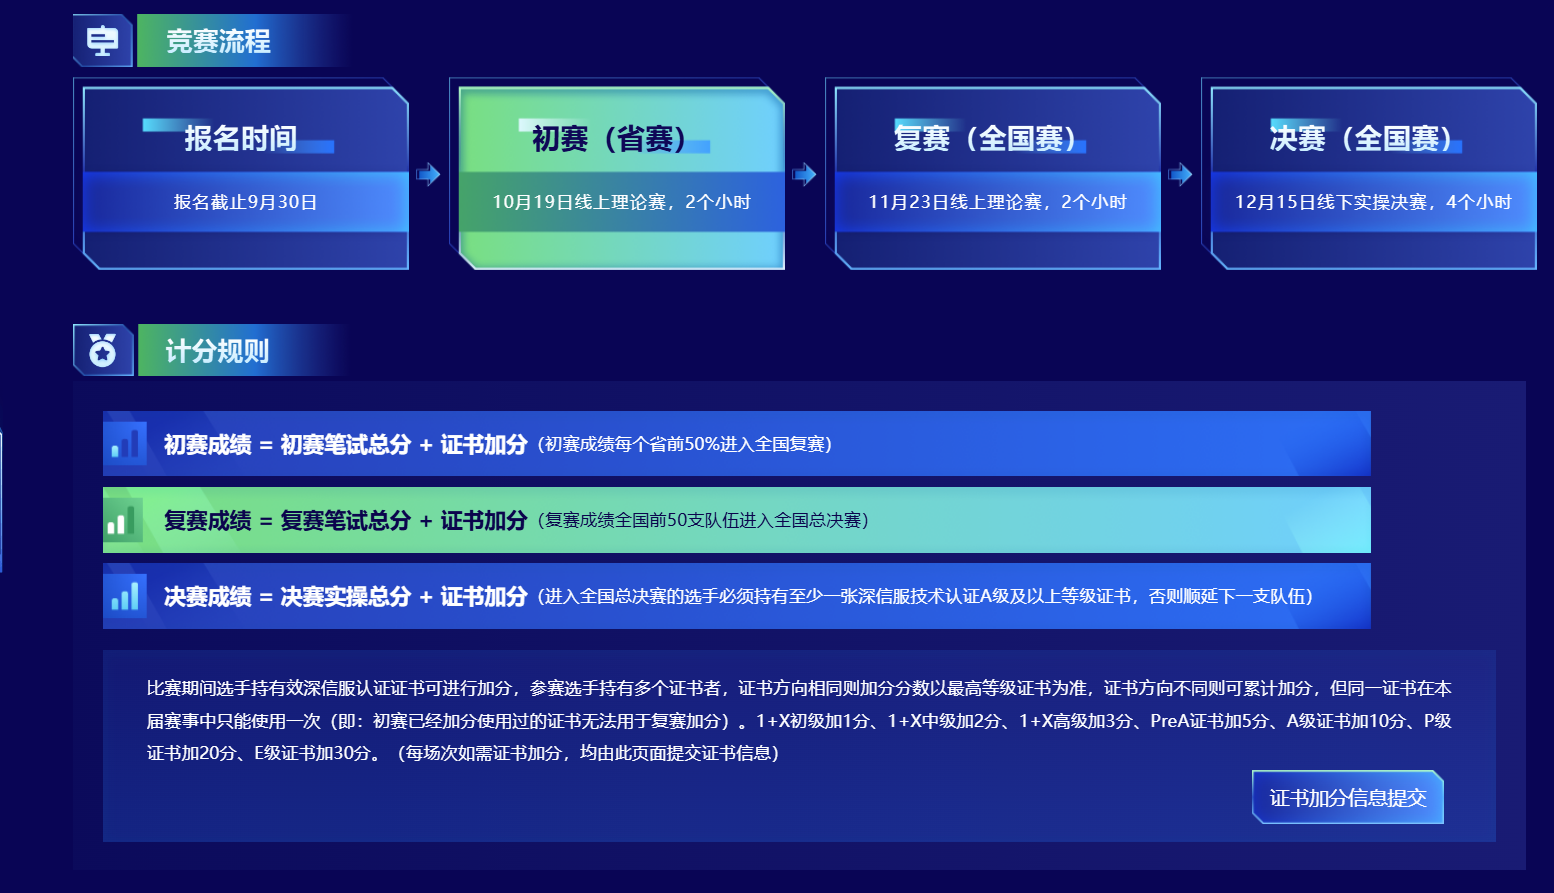 竞赛流程
报名时间
报名截止9月30日
初赛（省赛）
10月19日线上理论赛，2个小时
复赛（全国赛）
11月23日线上理论赛，2个小时
决赛（全国赛）
12月15日线下实操决赛，4个小时
计分规则
初赛成绩 = 初赛笔试总分 + 证书加分（初赛成绩每个省前50%进入全国复赛）
复赛成绩 = 复赛笔试总分 + 证书加分（复赛成绩全国前50支队伍进入全国总决赛）
决赛成绩 = 决赛实操总分 + 证书加分（进入全国总决赛的选手必须持有至少一张深信服技术认证A级及以上等级证书，否则顺延下一支队伍）
比赛期间选手持有效深信服认证证书可进行加分，参赛选手持有多个证书者，证书方向相同则加分分数以最高等级证书为准，证书方向不同则可累计加分，但同一证书在本
届赛事中只能使用一次（即：初赛已经加分使用过的证书无法用于复赛加分）。1+X初级加1分、1+X中级加2分、1+X高级加3分、PreA证书加5分、A级证书加10分、P级
证书加20分、E级证书加30分。（每场次如需证书加分，均由此页面提交证书信息）
证书加分信息提交